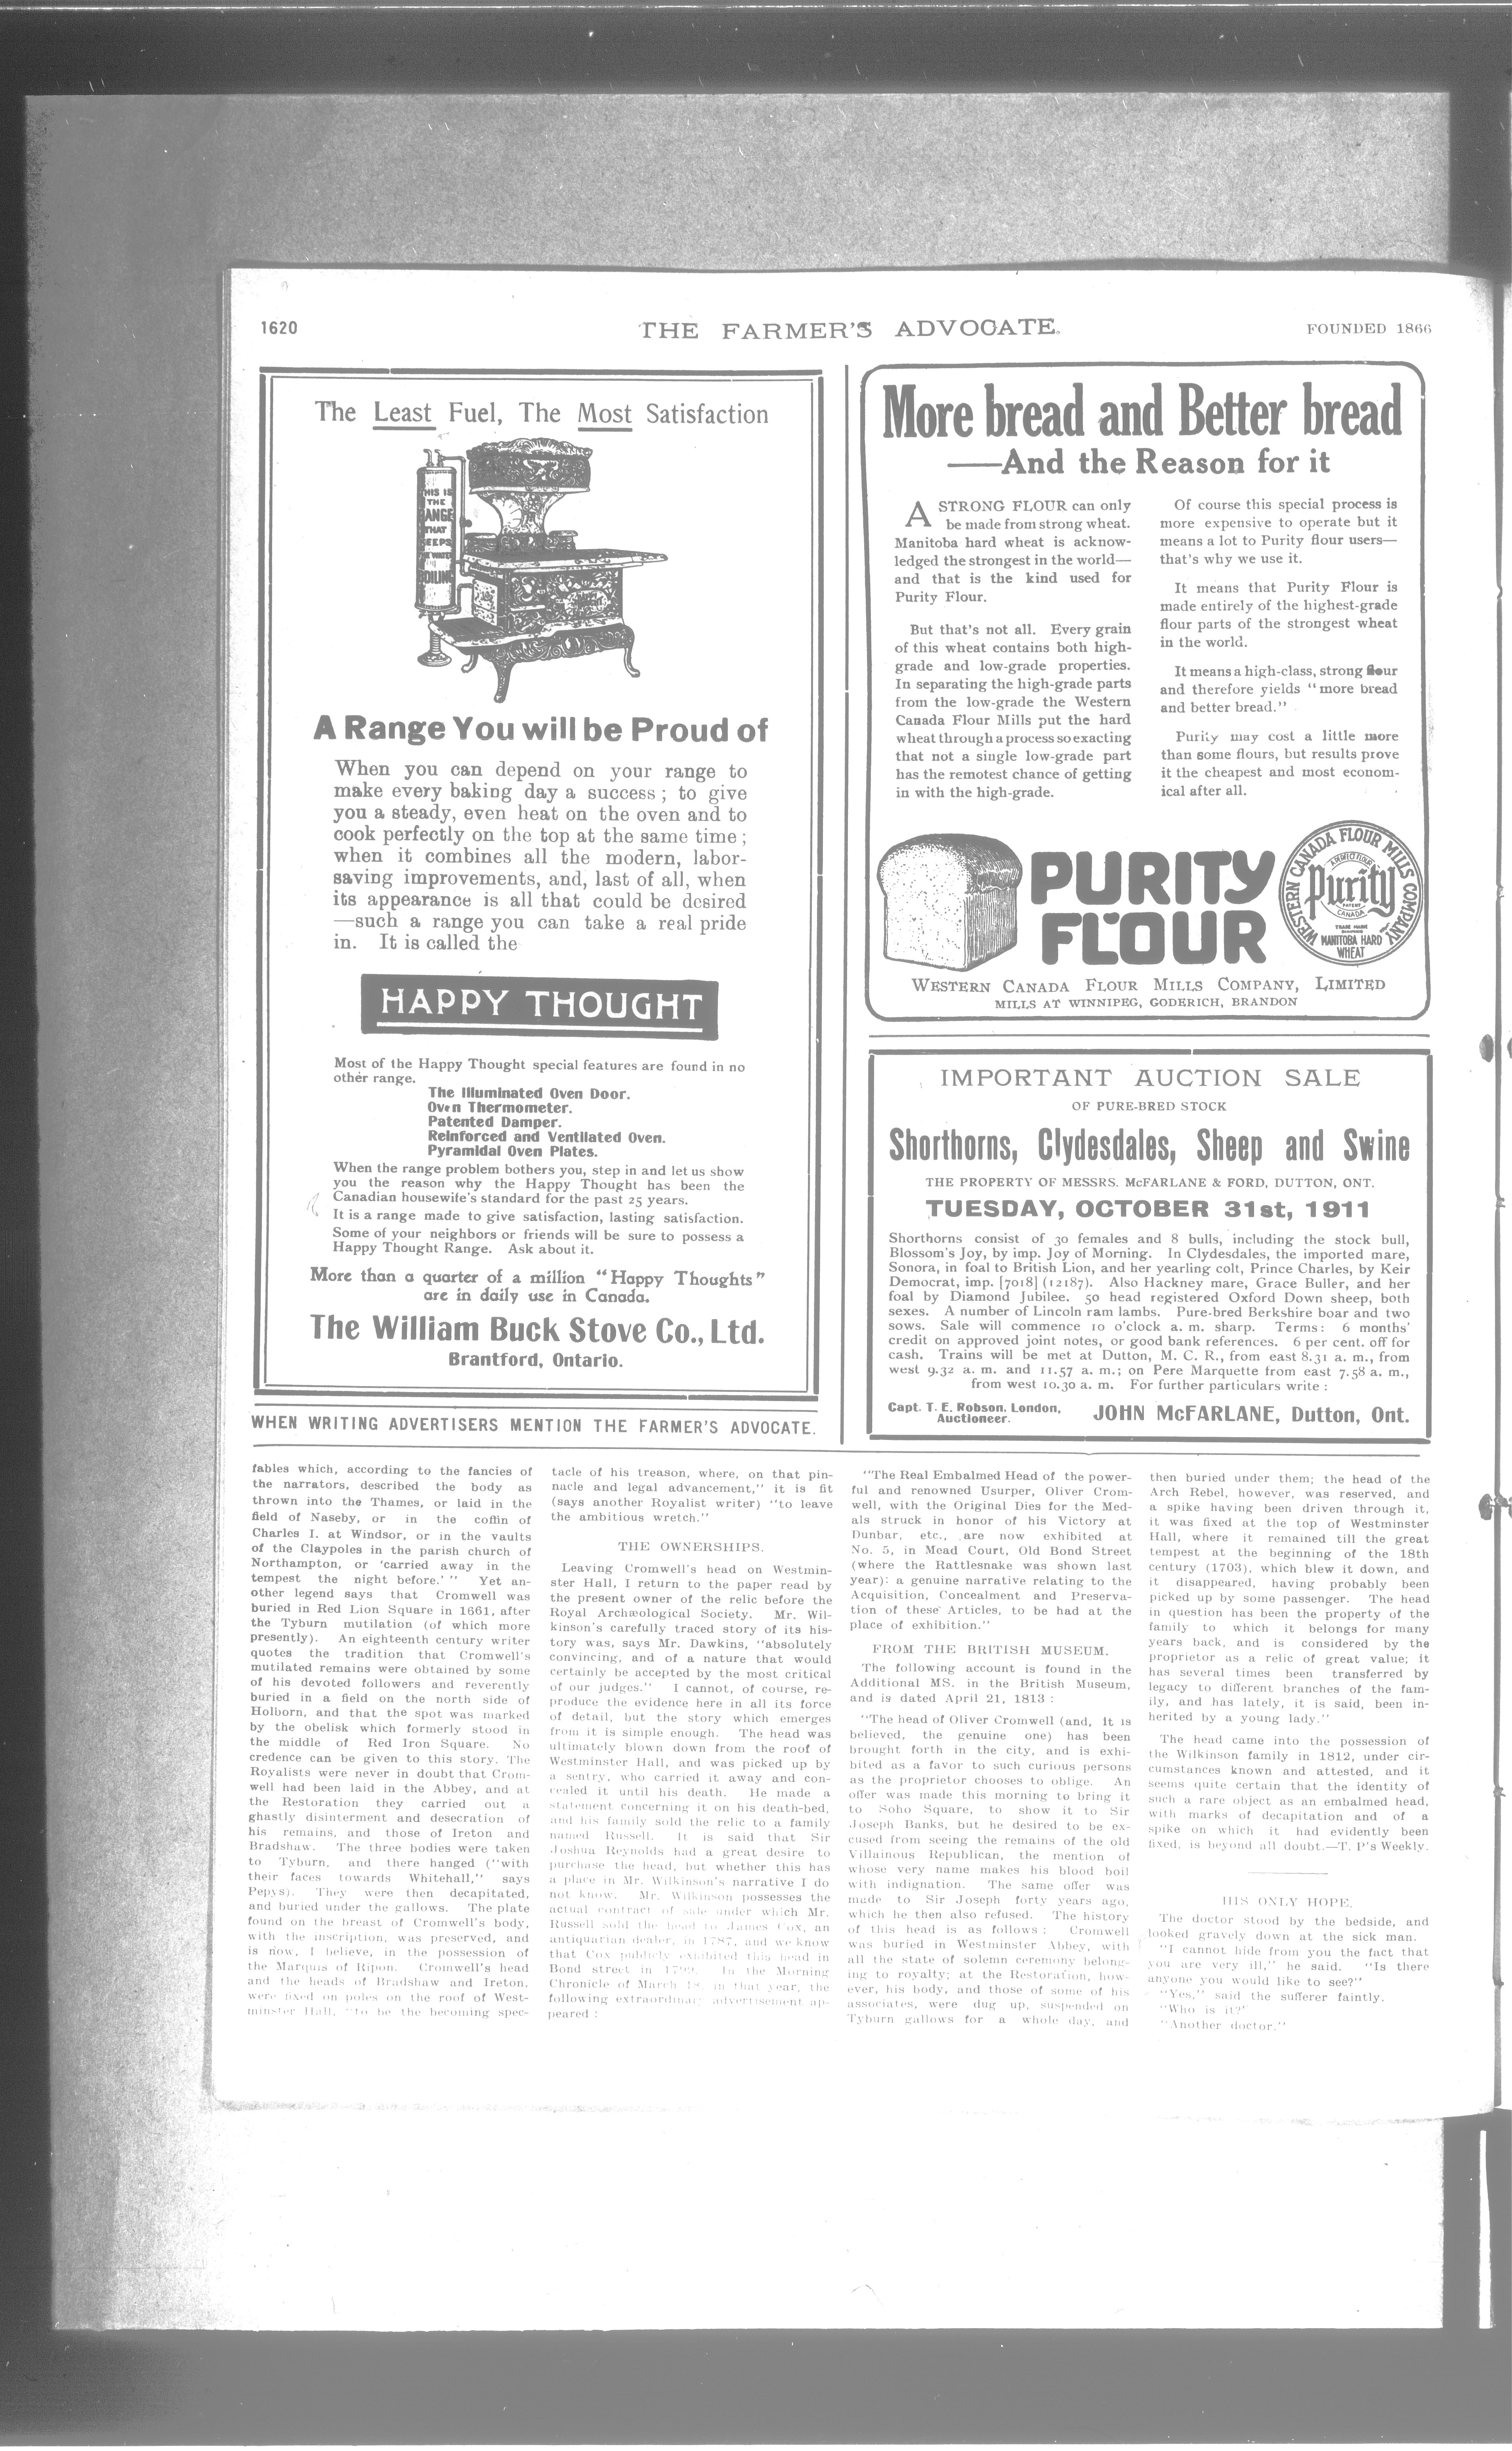 1620
THE FARMER'S ADVOCATE.
FOUNDED 1866
The Least Fuel, The Most Satisfaction
THIS IS
THE
RANGE
THAT
KEEPS
THE WATER
BOILING
A Range You will be Proud of
When you can depend on your range to
make every baking day a success ; to give
you a steady, even heat on the oven and to
cook perfectly on the top at the same time ;
when it combines all the modern, labor-
saving improvements, and, last of all, when
its appearance is all that could be desired
—such a range you can take a real pride
in. It is called the
HAPPY THOUGHT
Most of the Happy Thought special features are found in no
other range.
The Illuminated Oven Door.
Oven Thermometer.
Patented Damper.
Reinforced and Ventilated Oven.
Pyramidal Oven Plates.
When the range problem bothers you, step in and let us show
you the reason why the Happy Thought has been the
Canadian housewife's standard for the past 25 years.
It is a range made to give satisfaction, lasting satisfaction.
Some of your neighbors or friends will be sure to possess a
Happy Thought Range. Ask about it.
More than a quarter of a million "Happy Thoughts"
are in daily use in Canada.
The William Buck Stove Co., Ltd.
Brantford, Ontario.
WHEN WRITING ADVERTISERS MENTION THE FARMER'S ADVOCATE.
More bread and Better bread
—And the Reason for it
A STRONG FLOUR can only
be made from strong wheat.
Manitoba hard wheat is acknow-
ledged the strongest in the world—
and that is the kind used for
Purity Flour.
But that's not all. Every grain
of this wheat contains both high-
grade and low-grade properties.
In separating the high-grade parts
from the low-grade the Western
Canada Flour Mills put the hard
wheat through a process so exacting
that not a single low-grade part
has the remotest chance of getting
in with the high-grade.
Of course this special process is
more expensive to operate but it
means a lot to Purity flour users—
that's why we use it.
It means that Purity Flour is
made entirely of the highest-grade
flour parts of the strongest wheat
in the world.
It means a high-class, strong flour
and therefore yields "more bread
and better bread."
Purity may cost a little more
than some flours, but results prove
it the cheapest and most econom-
ical after all.
PURITY
FLOUR
WESTERN CANADA FLOUR MILLS COMPANY
A PERFECT FLOUR
Purity
PATENT
CANADA
TRADE MARK
MANITOBA HARD
WHEAT
WESTERN CANADA FLOUR MILLS COMPANY, LIMITED
MILLS AT WINNIPEG, GODERICH, BRANDON
IMPORTANT AUCTION SALE
OF PURE-BRED STOCK
Shorthorns, Clydesdales, Sheep and Swine
THE PROPERTY OF MESSRS. McFARLANE & FORD, DUTTON, ONT.
TUESDAY, OCTOBER 31st, 1911
Shorthorns consist of 30 females and 8 bulls, including the stock bull,
Blossom's Joy, by imp. Joy of Morning. In Clydesdales, the imported mare,
Sonora, in foal to British Lion, and her yearling colt, Prince Charles, by Keir
Democrat, imp. [7018] (12187). Also Hackney mare, Grace Buller, and her
foal by Diamond Jubilee. 50 head registered Oxford Down sheep, both
sexes. A number of Lincoln ram lambs. Pure-bred Berkshire boar and two
sows. Sale will commence 10 o'clock a. m. sharp. Terms: 6 months'
credit on approved joint notes, or good bank references. 6 per cent. off for
cash. Trains will be met at Dutton, M. C. R., from east 8.31 a. m., from
west 9.32 a. m. and 11.57 a. m.; on Pere Marquette from east 7.58 a. m.,
from west 10.30 a. m. For further particulars write :
Capt. T. E. Robson. London,
Auctioneer.
JOHN McFARLANE, Dutton, Ont.
fables which, according to the fancies of
the narrators, described the body as
thrown into the Thames, or laid in the
field of Naseby, or in the coffin of
Charles I. at Windsor, or in the vaults
of the Claypoles in the parish church of
Northampton, or 'carried away in the
tempest the night before.' " Yet an-
other legend says that Cromwell was
buried in Red Lion Square in 1661, after
the Tyburn mutilation (of which more
presently). An eighteenth century writer
quotes the tradition that Cromwell's
mutilated remains were obtained by some
of his devoted followers and reverently
buried in a field on the north side of
Holborn, and that the spot was marked
by the obelisk which formerly stood in
the middle of Red Iron Square. No
credence can be given to this story. The
Royalists were never in doubt that Crom-
well had been laid in the Abbey, and at
the Restoration they carried out a
ghastly disinterment and desecration of
his remains, and those of Ireton and
Bradshaw. The three bodies were taken
to Tyburn, and there hanged ("with
their faces towards Whitehall," says
Pepys). They were then decapitated,
and buried under the gallows. The plate
found on the breast of Cromwell's body,
with the inscription, was preserved, and
is now, I believe, in the possession of
the Marquis of Ripon. Cromwell's head
and the heads of Bradshaw and Ireton,
were fixed on poles on the roof of West-
minster Hall, "to be the becoming spec-
tacle of his treason, where, on that pin-
nacle and legal advancement," it is fit
(says another Royalist writer) "to leave
the ambitious wretch."
THE OWNERSHIPS.
Leaving Cromwell's head on Westmin-
ster Hall, I return to the paper read by
the present owner of the relic before the
Royal Archæological Society. Mr. Wil-
kinson's carefully traced story of its his-
tory was, says Mr. Dawkins, "absolutely
convincing, and of a nature that would
certainly be accepted by the most critical
of our judges." I cannot, of course, re-
produce the evidence here in all its force
of detail, but the story which emerges
from it is simple enough. The head was
ultimately blown down from the roof of
Westminster Hall, and was picked up by
a sentry, who carried it away and con-
cealed it until his death. He made a
statement concerning it on his death-bed,
and his family sold the relic to a family
named Russell. It is said that Sir
Joshua Reynolds had a great desire to
purchase the head, but whether this has
a place in Mr. Wilkinson's narrative I do
not know. Mr. Wilkinson possesses the
actual contract of sale under which Mr.
Russell sold the head to James Cox, an
antiquarian dealer, in 1787, and we know
that Cox publicly exhibited this head in
Bond street in 1799. In the Morning
Chronicle of March 18, in that year, the
following extraordinary advertisement ap-
peared :
"The Real Embalmed Head of the power-
ful and renowned Usurper, Oliver Crom-
well, with the Original Dies for the Med-
als struck in honor of his Victory at
Dunbar, etc., are now exhibited at
No. 5, in Mead Court, Old Bond Street
(where the Rattlesnake was shown last
year): a genuine narrative relating to the
Acquisition, Concealment and Preserva-
tion of these Articles, to be had at the
place of exhibition."
FROM THE BRITISH MUSEUM.
The following account is found in the
Additional MS. in the British Museum,
and is dated April 21, 1813 :
"The head of Oliver Cromwell (and, it is
believed, the genuine one) has been
brought forth in the city, and is exhi-
bited as a favor to such curious persons
as the proprietor chooses to oblige. An
offer was made this morning to bring it
to Soho Square, to show it to Sir
Joseph Banks, but he desired to be ex-
cused from seeing the remains of the old
Villainous Republican, the mention of
whose very name makes his blood boil
with indignation. The same offer was
made to Sir Joseph forty years ago,
which he then also refused. The history
of this head is as follows : Cromwell
was buried in Westminster Abbey, with
all the state of solemn ceremony belong-
ing to royalty; at the Restoration, how-
ever, his body, and those of some of his
associates, were dug up, suspended on
Tyburn gallows for a whole day, and
then buried under them; the head of the
Arch Rebel, however, was reserved, and
a spike having been driven through it,
it was fixed at the top of Westminster
Hall, where it remained till the great
tempest at the beginning of the 18th
century (1703), which blew it down, and
it disappeared, having probably been
picked up by some passenger. The head
in question has been the property of the
family to which it belongs for many
years back, and is considered by the
proprietor as a relic of great value; it
has several times been transferred by
legacy to different branches of the fam-
ily, and has lately, it is said, been in-
herited by a young lady."
The head came into the possession of
the Wilkinson family in 1812, under cir-
cumstances known and attested, and it
seems quite certain that the identity of
such a rare object as an embalmed head,
with marks of decapitation and of a
spike on which it had evidently been
fixed, is beyond all doubt.—T. P's Weekly.
HIS ONLY HOPE.
The doctor stood by the bedside, and
looked gravely down at the sick man.
"I cannot hide from you the fact that
you are very ill," he said. "Is there
anyone you would like to see?"
"Yes," said the sufferer faintly.
"Who is it?"
"Another doctor."